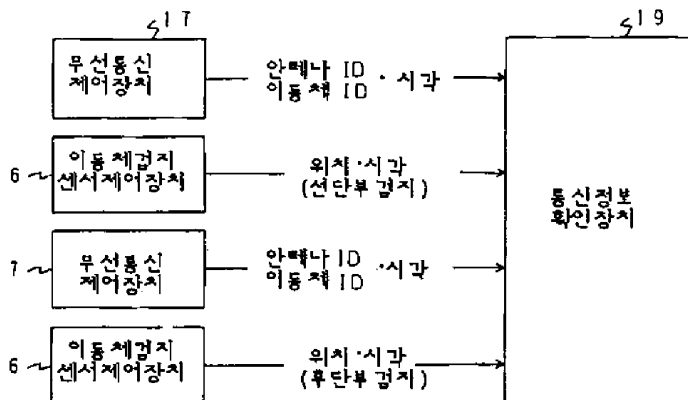 17
무선통신
제어장치
안테나 ID
이동체 ID
·시각
19
6
이동체검지
센서제어장치
위치·시각
(선단부 검지)
통신정보
확인장치
7
무선통신
제어장치
안테나 ID
이동체 ID
·시각
6
이동체검지
센서제어장치
위치·시각
(후단부 검지)